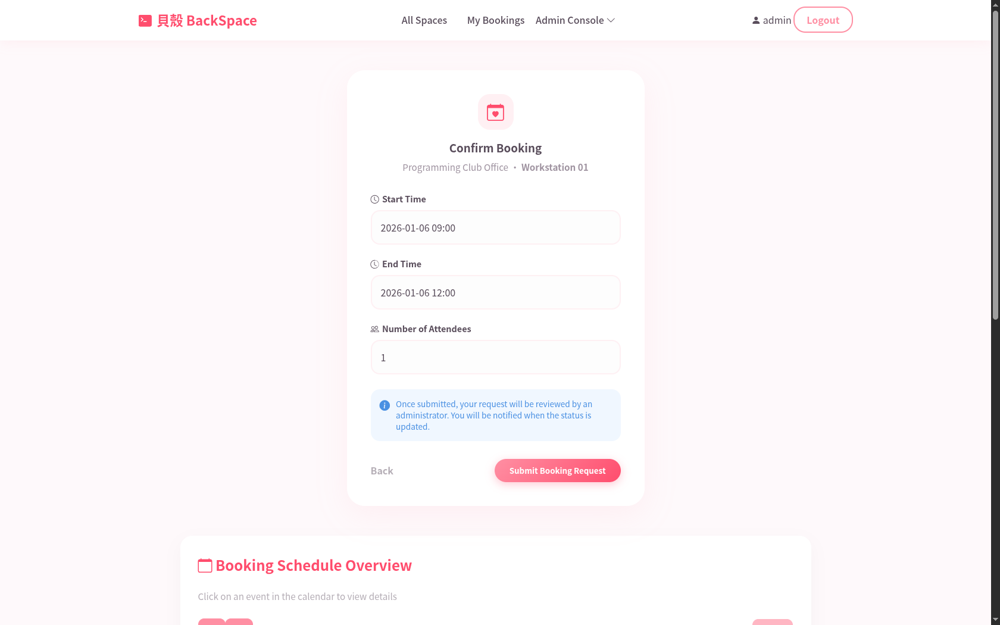 貝殼 BackSpace
All Spaces
My Bookings
Admin Console
admin
Logout
Confirm Booking
Programming Club Office • Workstation 01
Start Time
2026-01-06 09:00
End Time
2026-01-06 12:00
Number of Attendees
1
Once submitted, your request will be reviewed by an
administrator. You will be notified when the status is
updated.
Back
Submit Booking Request
Booking Schedule Overview
Click on an event in the calendar to view details